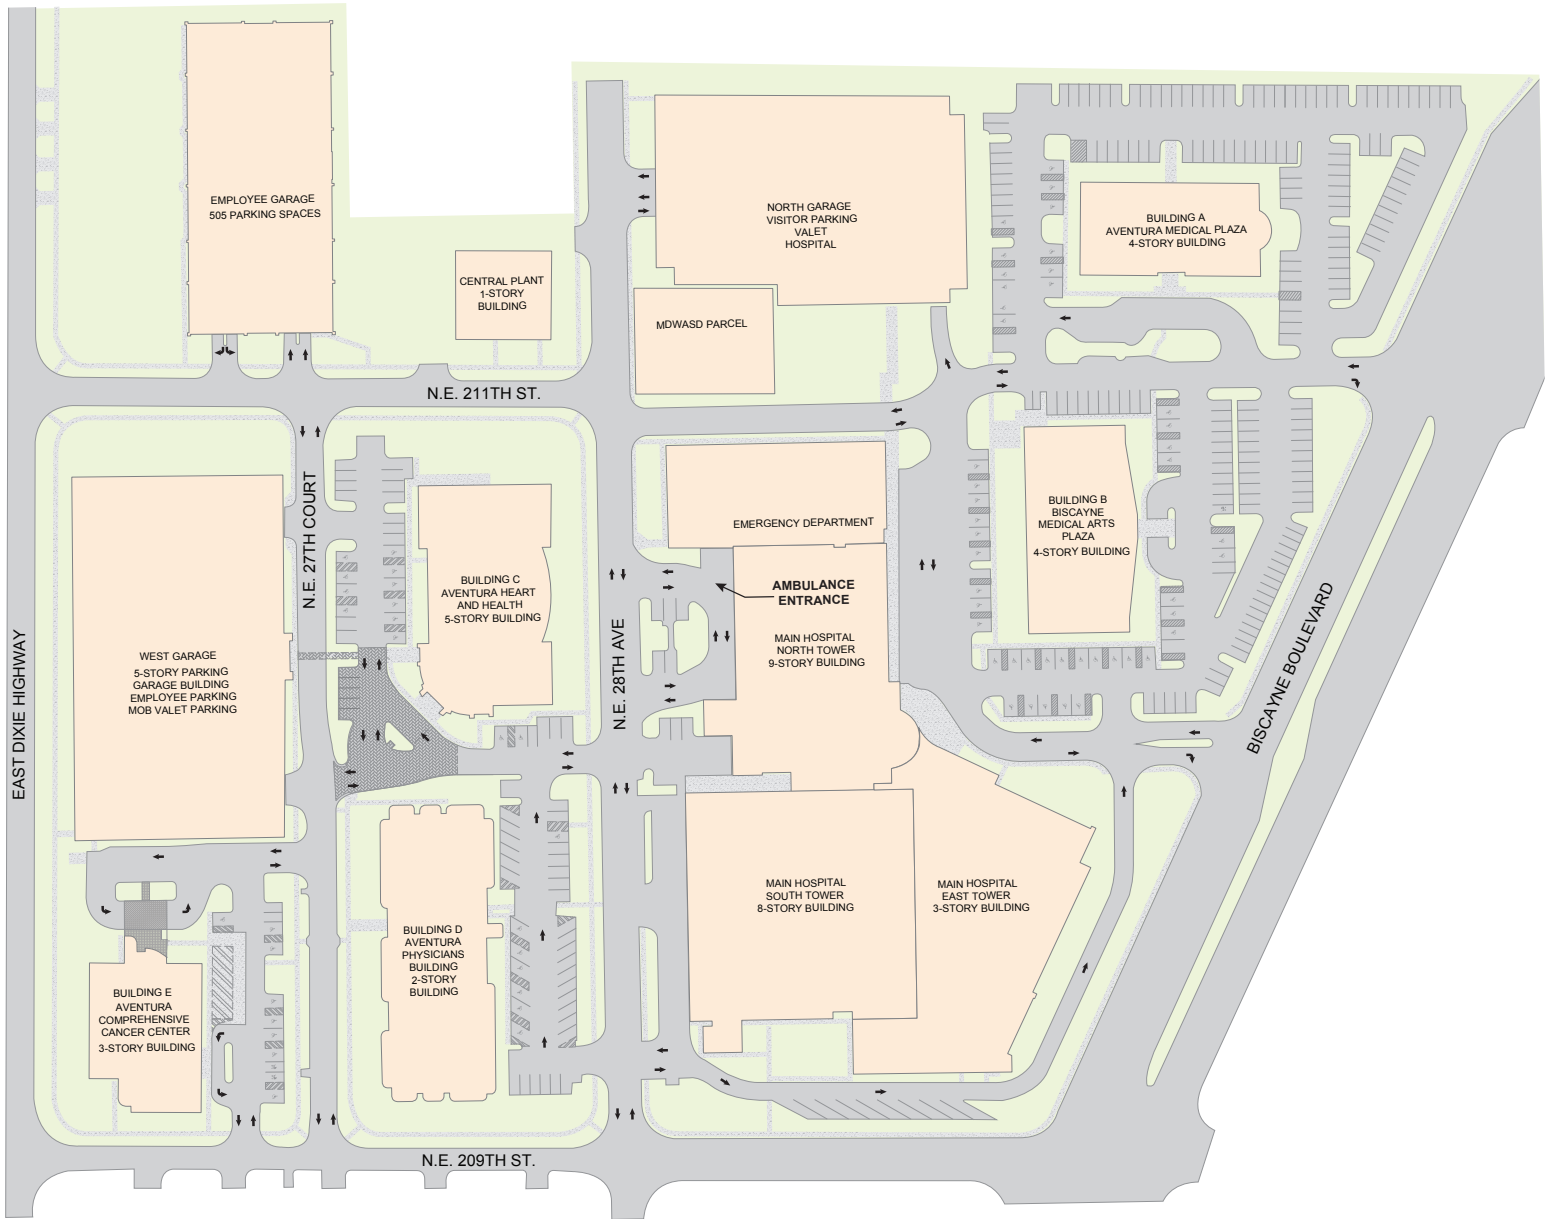 EMPLOYEE GARAGE
505 PARKING SPACES
CENTRAL PLANT
1-STORY
BUILDING
NORTH GARAGE
VISITOR PARKING
VALET
HOSPITAL
MDWASD PARCEL
BUILDING A
AVENTURA MEDICAL PLAZA
4-STORY BUILDING
N.E. 211TH ST.
N.E. 27TH COURT
BUILDING C
AVENTURA HEART
AND HEALTH
5-STORY BUILDING
EMERGENCY DEPARTMENT
AMBULANCE
ENTRANCE
MAIN HOSPITAL
NORTH TOWER
9-STORY BUILDING
BUILDING B
BISCAYNE
MEDICAL ARTS
PLAZA
4-STORY BUILDING
BISCAYNE BOULEVARD
EAST DIXIE HIGHWAY
WEST GARAGE
5-STORY PARKING
GARAGE BUILDING
EMPLOYEE PARKING
MOB VALET PARKING
N.E. 28TH AVE
MAIN HOSPITAL
SOUTH TOWER
8-STORY BUILDING
MAIN HOSPITAL
EAST TOWER
3-STORY BUILDING
BUILDING D
AVENTURA
PHYSICIANS
BUILDING
2-STORY
BUILDING
BUILDING E
AVENTURA
COMPREHENSIVE
CANCER CENTER
3-STORY BUILDING
N.E. 209TH ST.